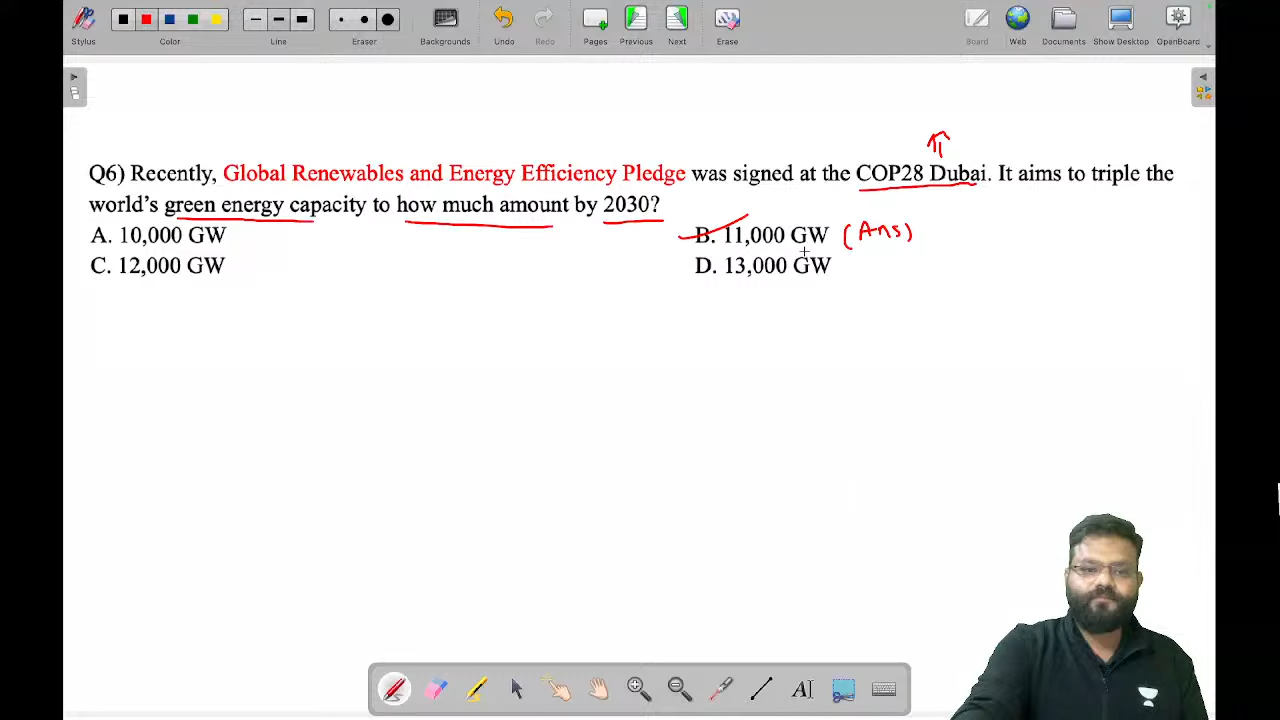 Stylus
Color
Line
Eraser
Backgrounds
Undo
Redo
Pages
Previous
Next
Erase
Board
Web
Documents
Show Desktop
OpenBoard
Q6) Recently, Global Renewables and Energy Efficiency Pledge was signed at the COP28 Dubai. It aims to triple the
world’s green energy capacity to how much amount by 2030?
A. 10,000 GW
B. 11,000 GW (Ans)
C. 12,000 GW
D. 13,000 GW